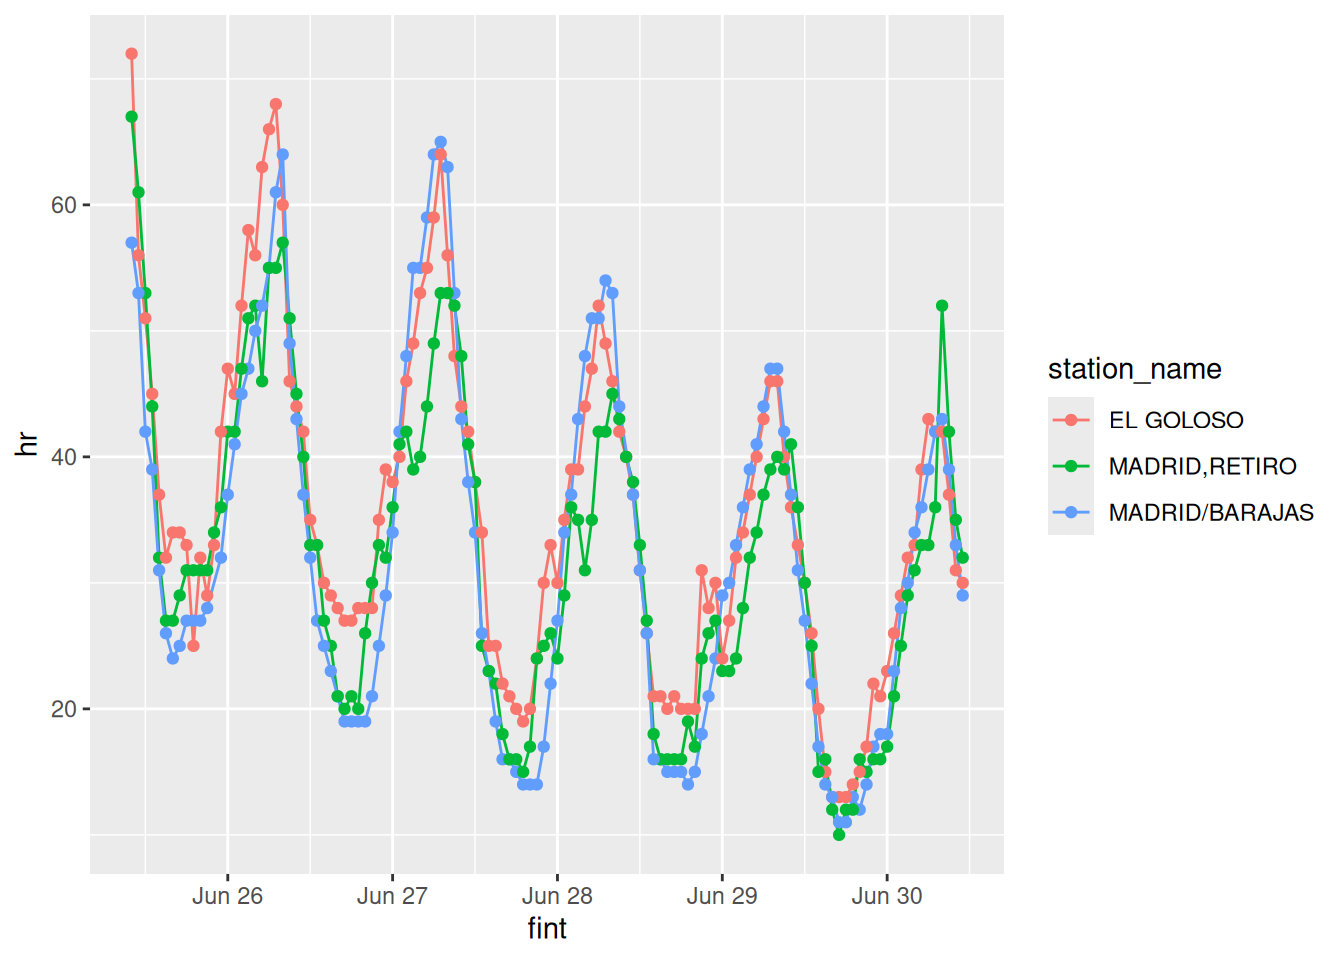 hr
60
40
20
Jun 26
Jun 27
Jun 28
Jun 29
Jun 30
fint
station_name
EL GOLOSO
MADRID,RETIRO
MADRID/BARAJAS